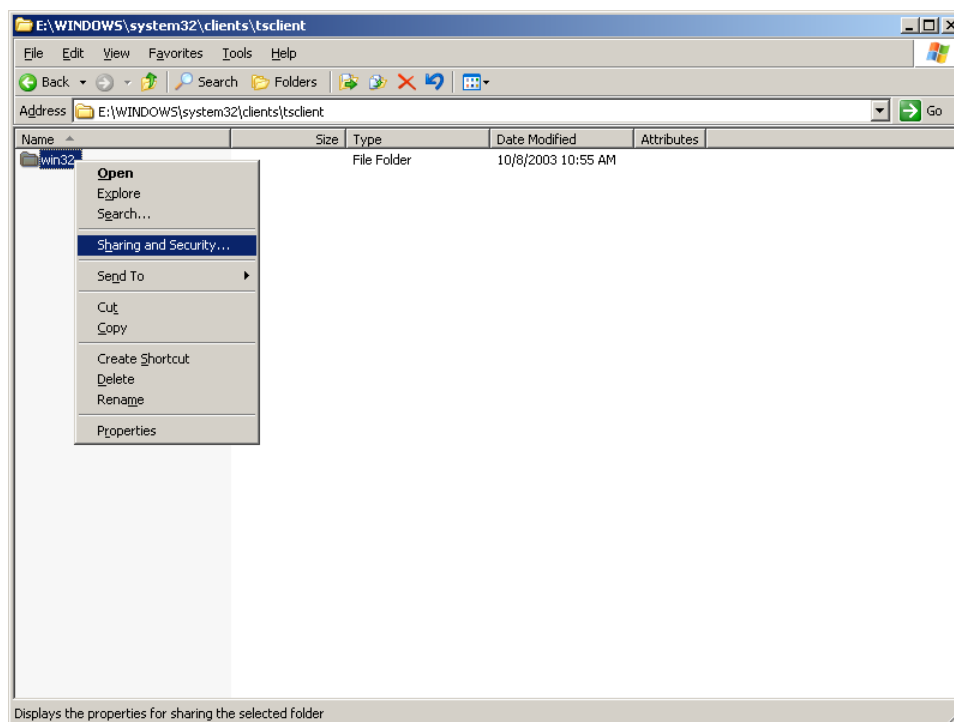 E:\WINDOWS\system32\clients\tsclient
File Edit View Favorites Tools Help
Back Search Folders
Address E:\WINDOWS\system32\clients\tsclient Go
Name Size Type Date Modified Attributes
win32 File Folder 10/8/2003 10:55 AM
Open
Explore
Search...
Sharing and Security...
Send To
Cut
Copy
Create Shortcut
Delete
Rename
Properties
Displays the properties for sharing the selected folder